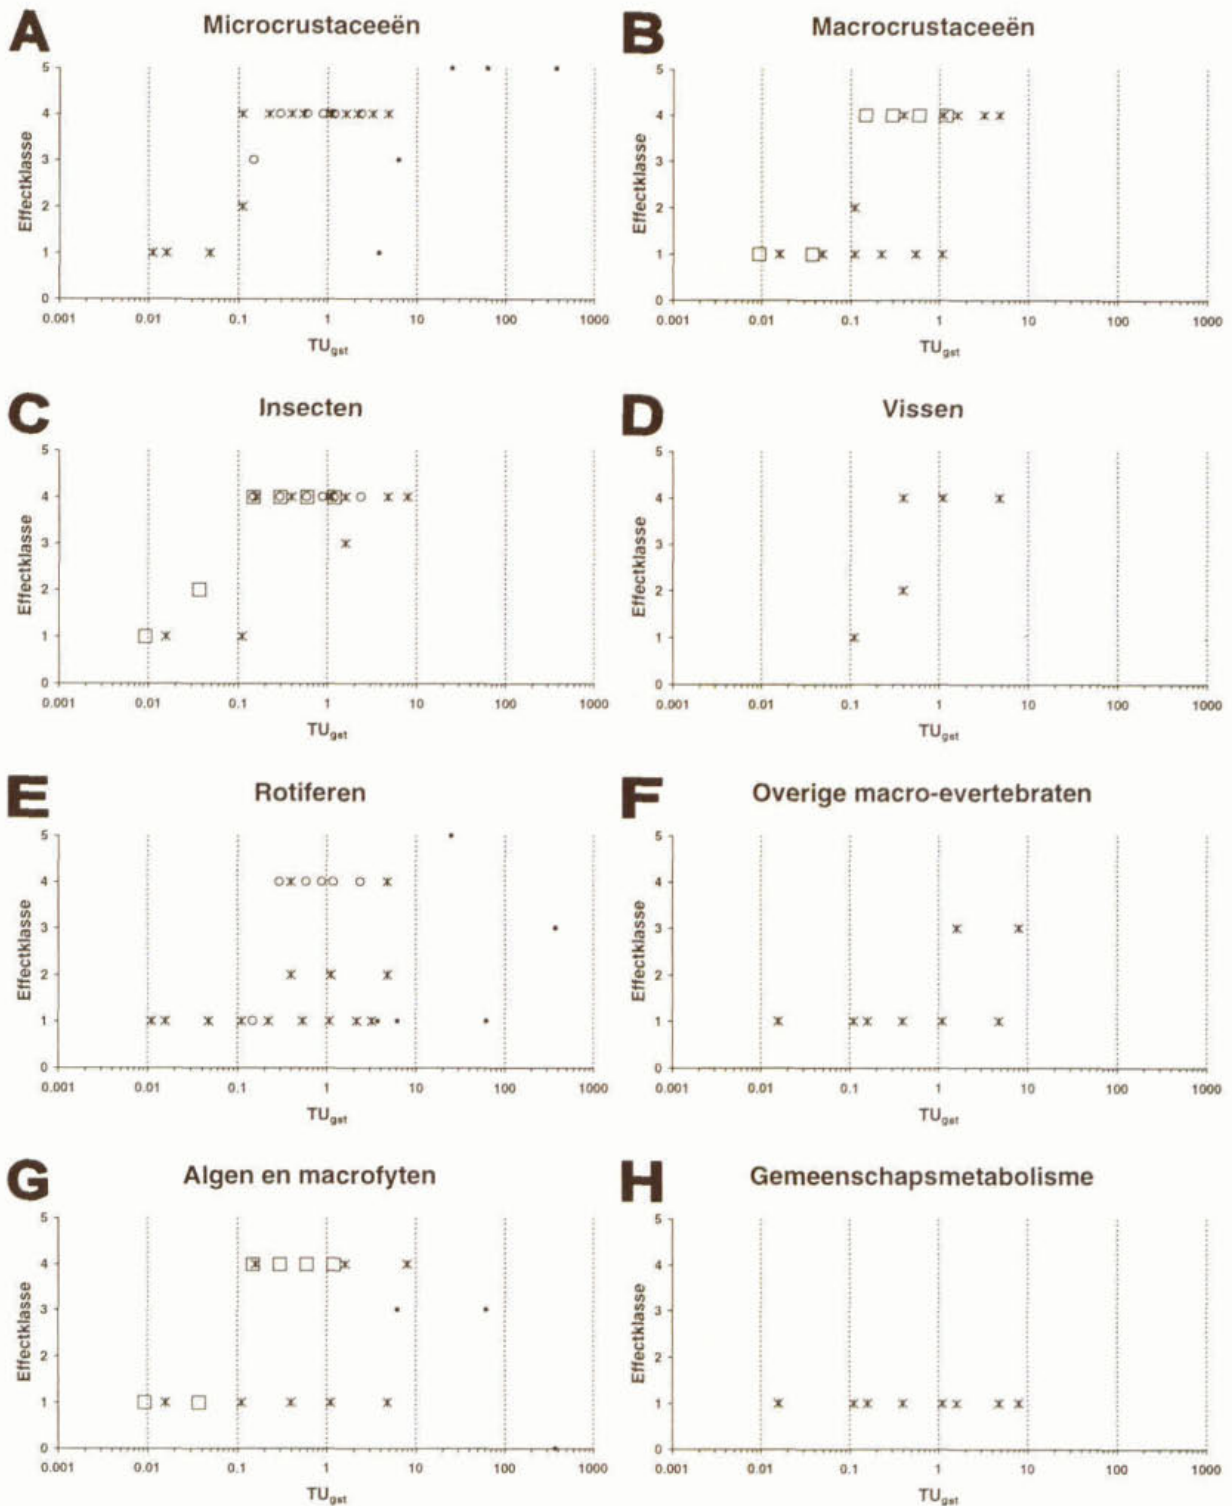 A Microcrustaceeën
5
4
3
2
1
0
Effectklasse
0.001 0.01 0.1 1 10 100 1000
TUgst
B Macrocrustaceeën
5
4
3
2
1
0
Effectklasse
0.001 0.01 0.1 1 10 100 1000
TUgst
C Insecten
5
4
3
2
1
0
Effectklasse
0.001 0.01 0.1 1 10 100 1000
TUgst
D Vissen
5
4
3
2
1
0
Effectklasse
0.001 0.01 0.1 1 10 100 1000
TUgst
E Rotiferen
5
4
3
2
1
0
Effectklasse
0.001 0.01 0.1 1 10 100 1000
TUgst
F Overige macro-evertebraten
5
4
3
2
1
0
Effectklasse
0.001 0.01 0.1 1 10 100 1000
TUgst
G Algen en macrofyten
5
4
3
2
1
0
Effectklasse
0.001 0.01 0.1 1 10 100 1000
TUgst
H Gemeenschapsmetabolisme
5
4
3
2
1
0
Effectklasse
0.001 0.01 0.1 1 10 100 1000
TUgst